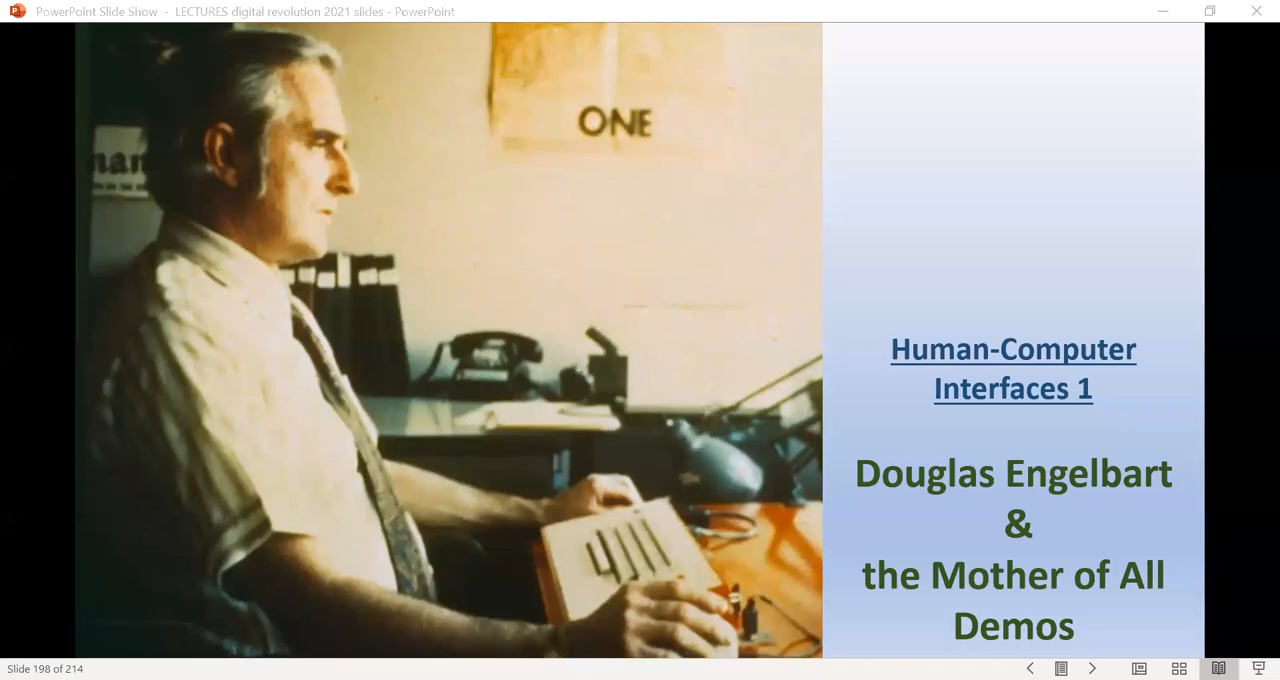 PowerPoint Slide Show - LECTURES digital revolution 2021 slides - PowerPoint
ONE
Human-Computer
Interfaces 1
Douglas Engelbart
&
the Mother of All
Demos
Slide 198 of 214